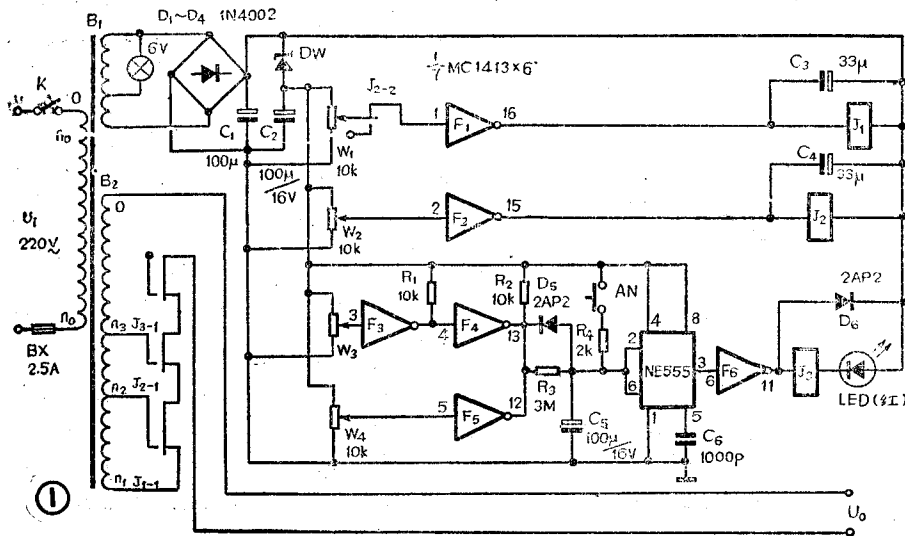 B1
D1~D4 1N4002
6V
K
0
n0
υI
220V~
n0
BX
2.5A
B2
0
n3 J3-1
n2 J2-1
n1 J1-1
①
DW
C1
100μ
C2
100μ/16V
J2-2
W1
10k
W2
10k
W3
W4
10k
1/7 MC1413×6
1 F1 16
2 F2 15
3 F3
R1
10k
4 F4 13
R2
10k
D5
2AP2
AN
R4
2k
R3
3M
5 F5 12
C5
100μ/16V
4 8
2
6
NE555
3
1 5
C6
1000p
6 F6 11
C3 33μ
J1
C4
33μ
J2
2AP2
D6
J3
LED(红)
U0